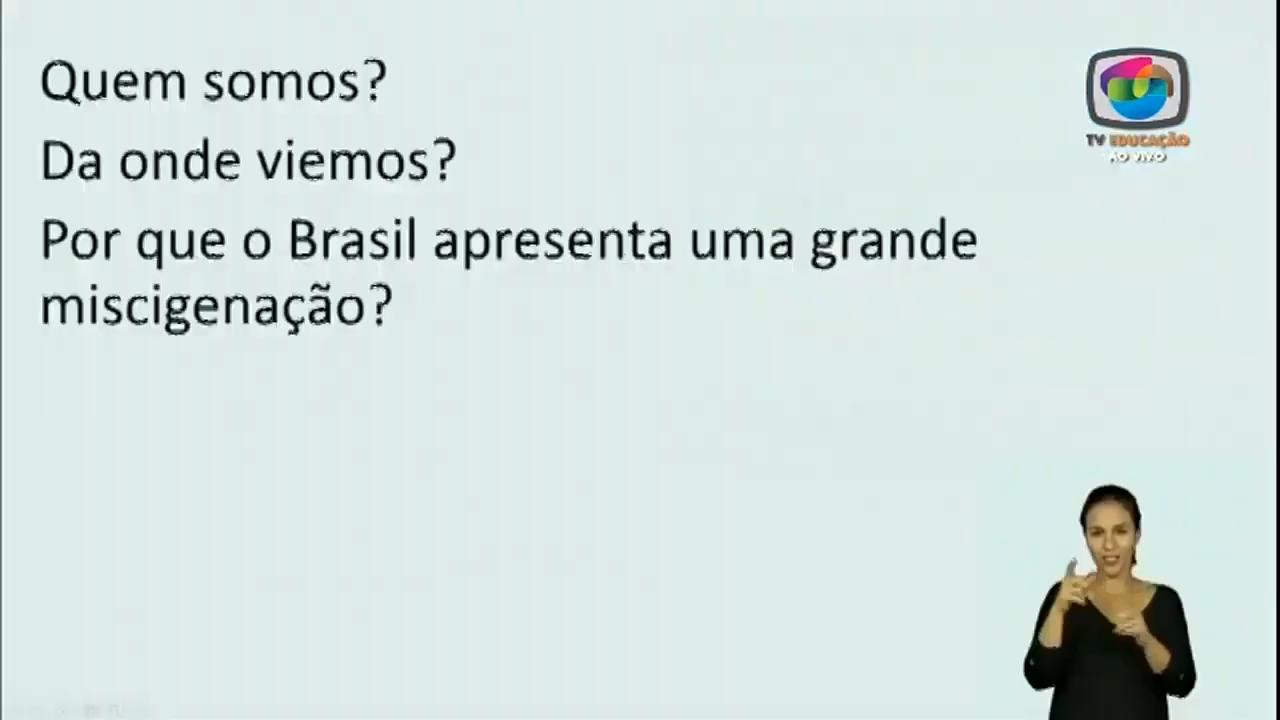 Quem somos?
Da onde viemos?
Por que o Brasil apresenta uma grande
miscigenação?
TV EDUCAÇÃO
AO VIVO